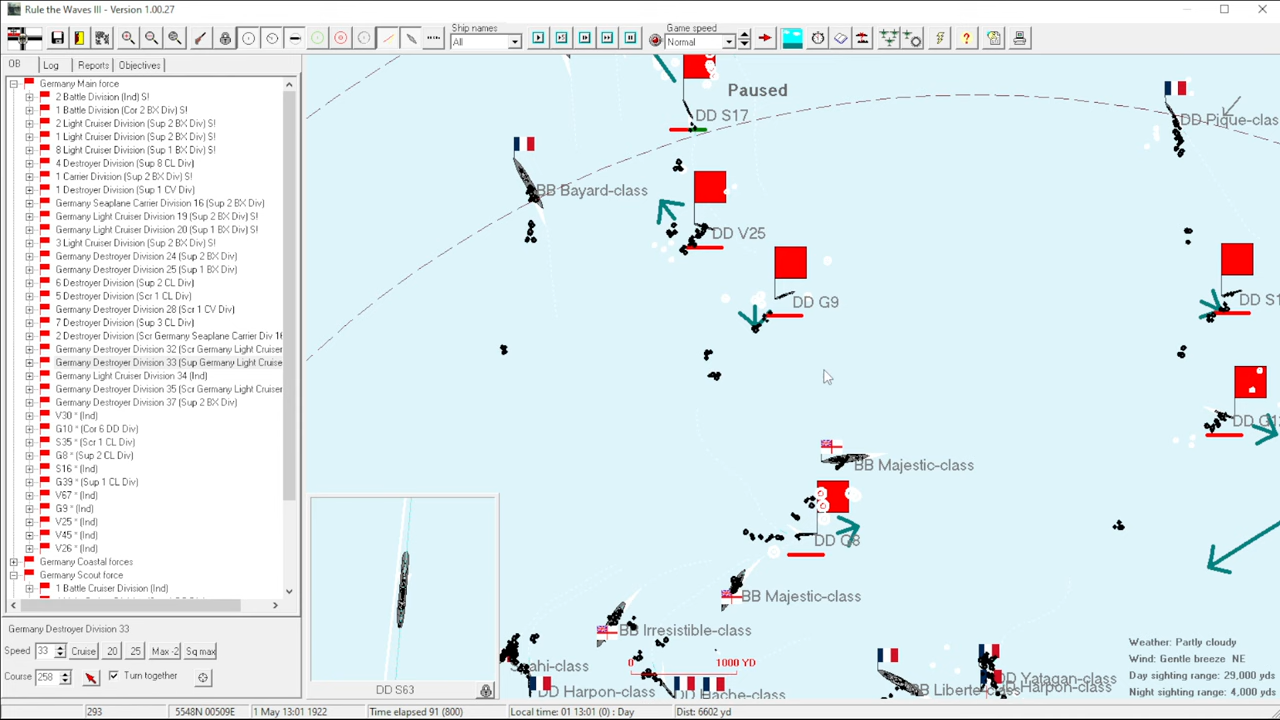 Rule the Waves III - Version 1.00.27
Ship names
All
Game speed
Normal
OB
Log
Reports
Objectives
Germany Main force
2 Battle Division (Ind) S!
1 Battle Division (Cor 2 BX Div) S!
2 Light Cruiser Division (Sup 2 BX Div) S!
1 Light Cruiser Division (Sup 2 BX Div) S!
8 Light Cruiser Division (Sup 1 BX Div) S!
4 Destroyer Division (Sup 8 CL Div)
1 Carrier Division (Sup 2 BX Div) S!
1 Destroyer Division (Sup 1 CV Div)
Germany Seaplane Carrier Division 16 (Sup 2 BX Div)
Germany Light Cruiser Division 19 (Sup 2 BX Div) S!
Germany Light Cruiser Division 20 (Sup 1 BX Div) S!
3 Light Cruiser Division (Sup 2 BX Div) S!
Germany Destroyer Division 24 (Sup 2 BX Div)
Germany Destroyer Division 25 (Sup 1 BX Div)
6 Destroyer Division (Sup 2 CL Div)
5 Destroyer Division (Scr 1 CL Div)
Germany Destroyer Division 28 (Scr 1 CV Div)
7 Destroyer Division (Sup 3 CL Div)
2 Destroyer Division (Scr Germany Seaplane Carrier Div 16
Germany Destroyer Division 32 (Scr Germany Light Cruiser
Germany Destroyer Division 33 (Sup Germany Light Cruise
Germany Light Cruiser Division 34 (Ind)
Germany Destroyer Division 35 (Scr Germany Light Cruiser
Germany Destroyer Division 37 (Sup 2 BX Div)
V30 * (Ind)
G10 * (Cor 6 DD Div)
S35 * (Scr 1 CL Div)
G8 * (Sup 2 CL Div)
S16 * (Ind)
G39 * (Sup 1 CL Div)
V67 * (Ind)
G9 * (Ind)
V25 * (Ind)
V45 * (Ind)
V26 * (Ind)
Germany Coastal forces
Germany Scout force
1 Battle Cruiser Division (Ind)
Germany Destroyer Division 33
Speed 33 Cruise 20 25 Max -2 Sq max
Course 258 Turn together
Paused
DD S17
DD Pique-clas
BB Bayard-class
DD V25
DD G9
DD S1
BB Majestic-class
DD G8
BB Majestic-class
BB Irresistible-class
0 1000 YD
DD Harpon-class
DD Hache-class
BB Liberte-class
DD Yatagan-class
Harpon-class
DD S63
Weather: Partly cloudy
Wind: Gentle breeze NE
Day sighting range: 29,000 yds
Night sighting range: 4,000 yds
293
5548N 00509E
1 May 13:01 1922
Time elapsed 91 (800)
Local time: 01 13:01 (0) : Day
Dist: 6602 yd